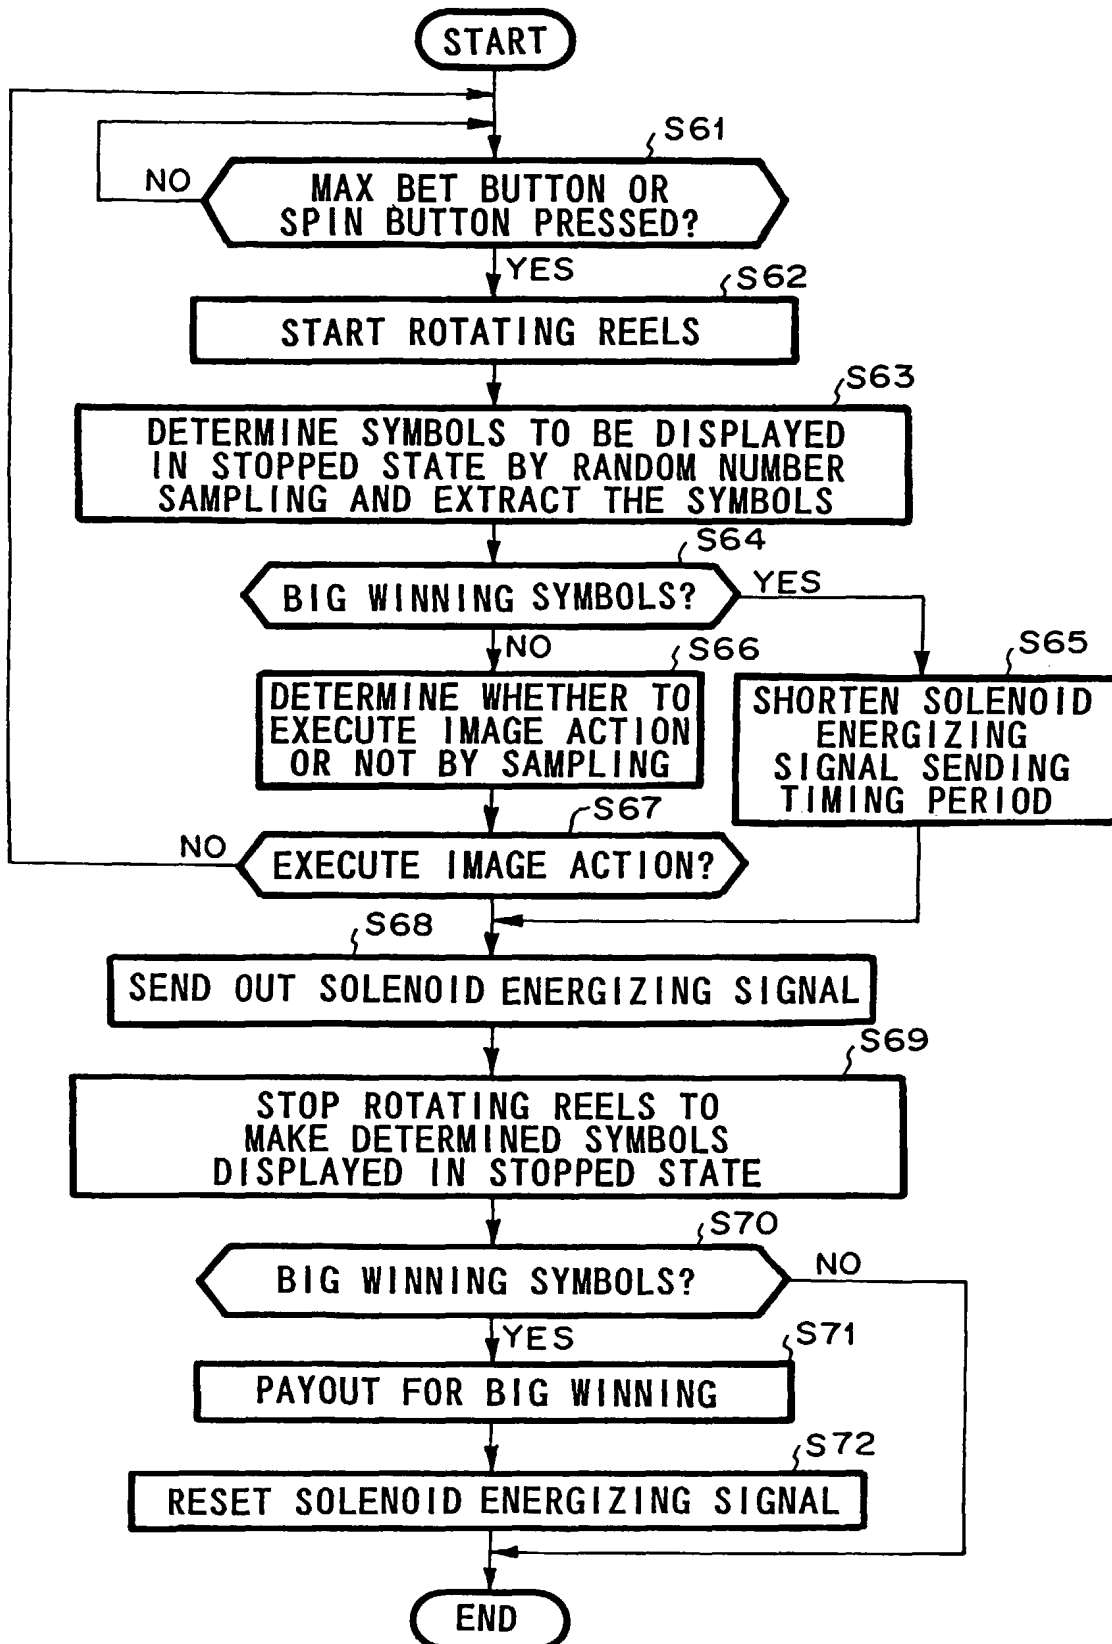 START
S61
MAX BET BUTTON OR
SPIN BUTTON PRESSED?
NO
YES
S62
START ROTATING REELS
S63
DETERMINE SYMBOLS TO BE DISPLAYED
IN STOPPED STATE BY RANDOM NUMBER
SAMPLING AND EXTRACT THE SYMBOLS
S64
BIG WINNING SYMBOLS?
YES
NO
S66
DETERMINE WHETHER TO
EXECUTE IMAGE ACTION
OR NOT BY SAMPLING
S65
SHORTEN SOLENOID
ENERGIZING
SIGNAL SENDING
TIMING PERIOD
S67
NO
EXECUTE IMAGE ACTION?
S68
SEND OUT SOLENOID ENERGIZING SIGNAL
S69
STOP ROTATING REELS TO
MAKE DETERMINED SYMBOLS
DISPLAYED IN STOPPED STATE
S70
BIG WINNING SYMBOLS?
NO
YES
S71
PAYOUT FOR BIG WINNING
S72
RESET SOLENOID ENERGIZING SIGNAL
END